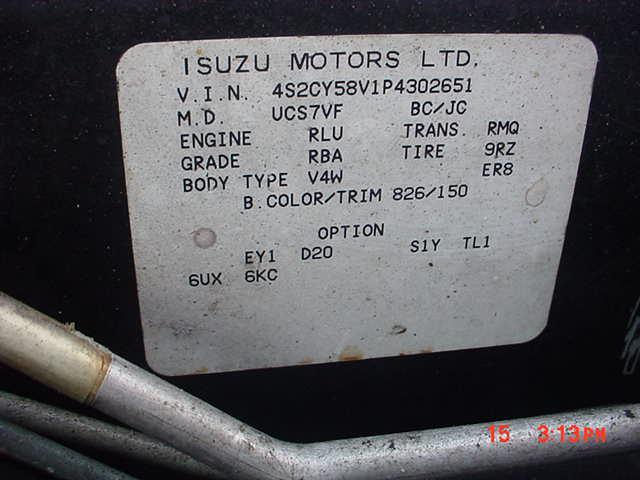 ISUZU MOTORS LTD.
V.I.N. 4S2CY58V1P4302651
M.D. UCS7VF BC/JC
ENGINE RLU TRANS. RMQ
GRADE RBA TIRE 9RZ
BODY TYPE V4W ER8
B.COLOR/TRIM 826/150
OPTION
EY1 D20 S1Y TL1
6UX 6KC
15 3:13PM